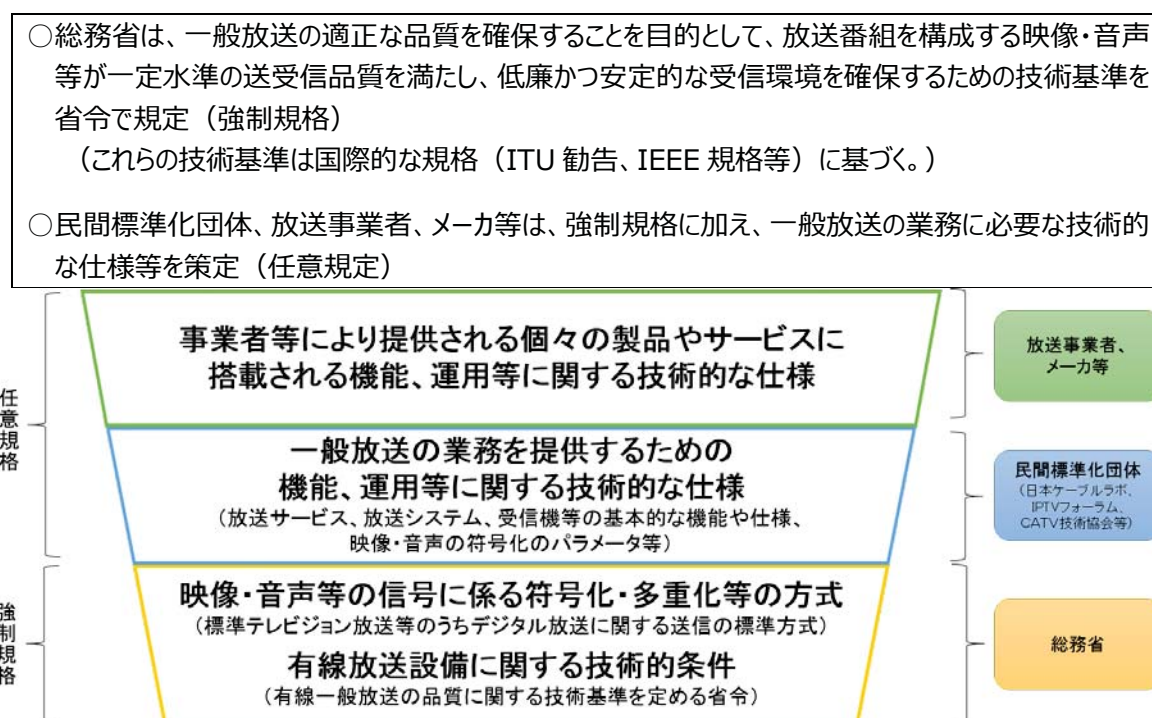 ○総務省は、一般放送の適正な品質を確保することを目的として、放送番組を構成する映像・音声
等が一定水準の送受信品質を満たし、低廉かつ安定的な受信環境を確保するための技術基準を
省令で規定（強制規格）
（これらの技術基準は国際的な規格（ITU 勧告、IEEE 規格等）に基づく。）
○民間標準化団体、放送事業者、メーカ等は、強制規格に加え、一般放送の業務に必要な技術的
な仕様等を策定（任意規定）
任意規格
事業者等により提供される個々の製品やサービスに
搭載される機能、運用等に関する技術的な仕様
放送事業者、
メーカ等
一般放送の業務を提供するための
機能、運用等に関する技術的な仕様
（放送サービス、放送システム、受信機等の基本的な機能や仕様、
映像・音声の符号化のパラメータ等）
民間標準化団体
（日本ケーブルラボ、
IPTVフォーラム、
CATV技術協会等）
強制規格
映像・音声等の信号に係る符号化・多重化等の方式
（標準テレビジョン放送等のうちデジタル放送に関する送信の標準方式）
有線放送設備に関する技術的条件
（有線一般放送の品質に関する技術基準を定める省令）
総務省